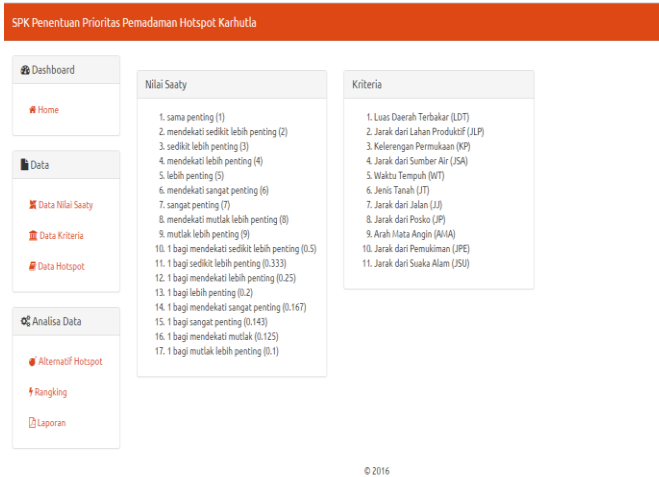 SPK Penentuan Prioritas Pemadaman Hotspot Karhutla
Dashboard
Home
Data
Data Nilai Saaty
Data Kriteria
Data Hotspot
Analisa Data
Alternatif Hotspot
Rangking
Laporan
Nilai Saaty
1. sama penting (1)
2. mendekati sedikit lebih penting (2)
3. sedikit lebih penting (3)
4. mendekati lebih penting (4)
5. lebih penting (5)
6. mendekati sangat penting (6)
7. sangat penting (7)
8. mendekati mutlak lebih penting (8)
9. mutlak lebih penting (9)
10. 1 bagi mendekati sedikit lebih penting (0.5)
11. 1 bagi sedikit lebih penting (0.333)
12. 1 bagi mendekati lebih penting (0.25)
13. 1 bagi lebih penting (0.2)
14. 1 bagi mendekati sangat penting (0.167)
15. 1 bagi sangat penting (0.143)
16. 1 bagi mendekati mutlak (0.125)
17. 1 bagi mutlak lebih penting (0.1)
Kriteria
1. Luas Daerah Terbakar (LDT)
2. Jarak dari Lahan Produktif (JLP)
3. Kelerengan Permukaan (KP)
4. Jarak dari Sumber Air (JSA)
5. Waktu Tempuh (WT)
6. Jenis Tanah (JT)
7. Jarak dari Jalan (JJ)
8. Jarak dari Posko (JP)
9. Arah Mata Angin (AMA)
10. Jarak dari Pemukiman (JPE)
11. Jarak dari Suaka Alam (JSU)
© 2016